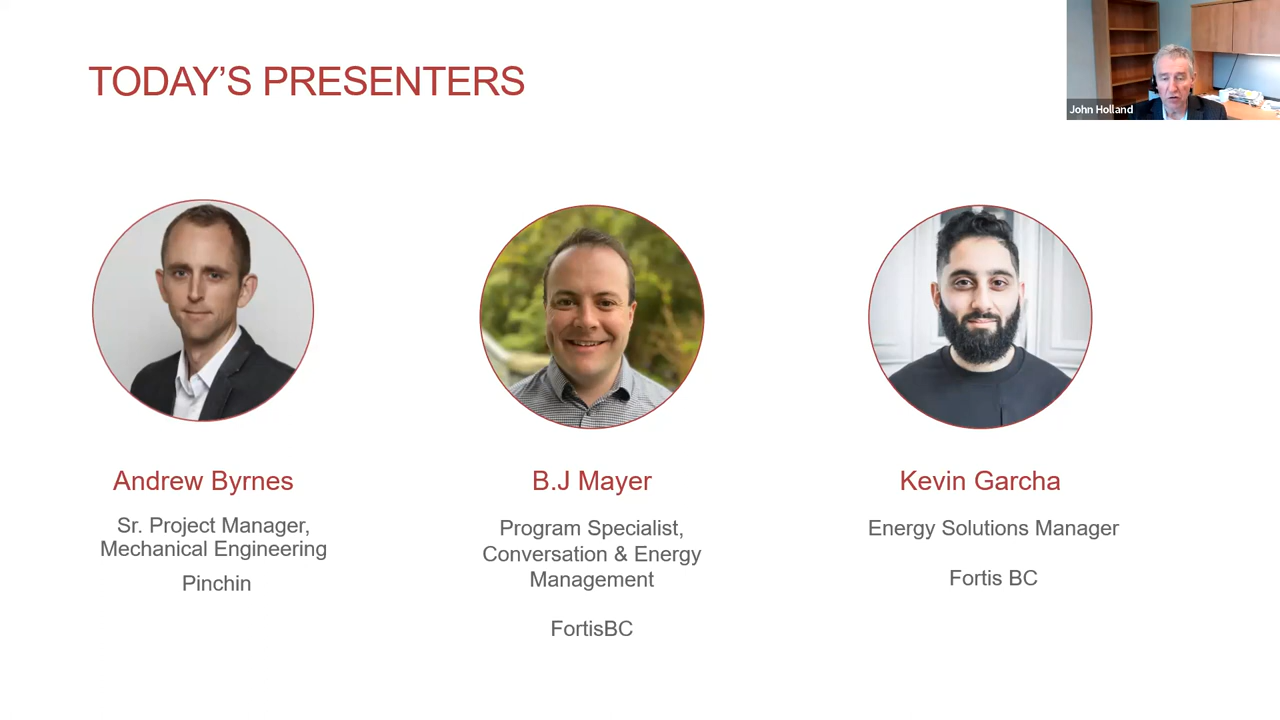 TODAY'S PRESENTERS
John Holland
Andrew Byrnes
Sr. Project Manager,
Mechanical Engineering
Pinchin
B.J Mayer
Program Specialist,
Conversation & Energy
Management
FortisBC
Kevin Garcha
Energy Solutions Manager
Fortis BC